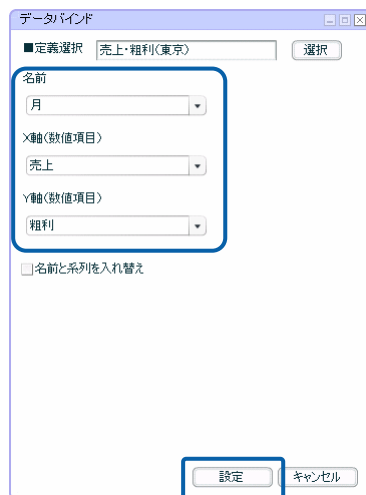 データバインド
■定義選択 売上・粗利(東京) 選択
名前
月
X軸(数値項目)
売上
Y軸(数値項目)
粗利
名前と系列を入れ替え
設定 キャンセル